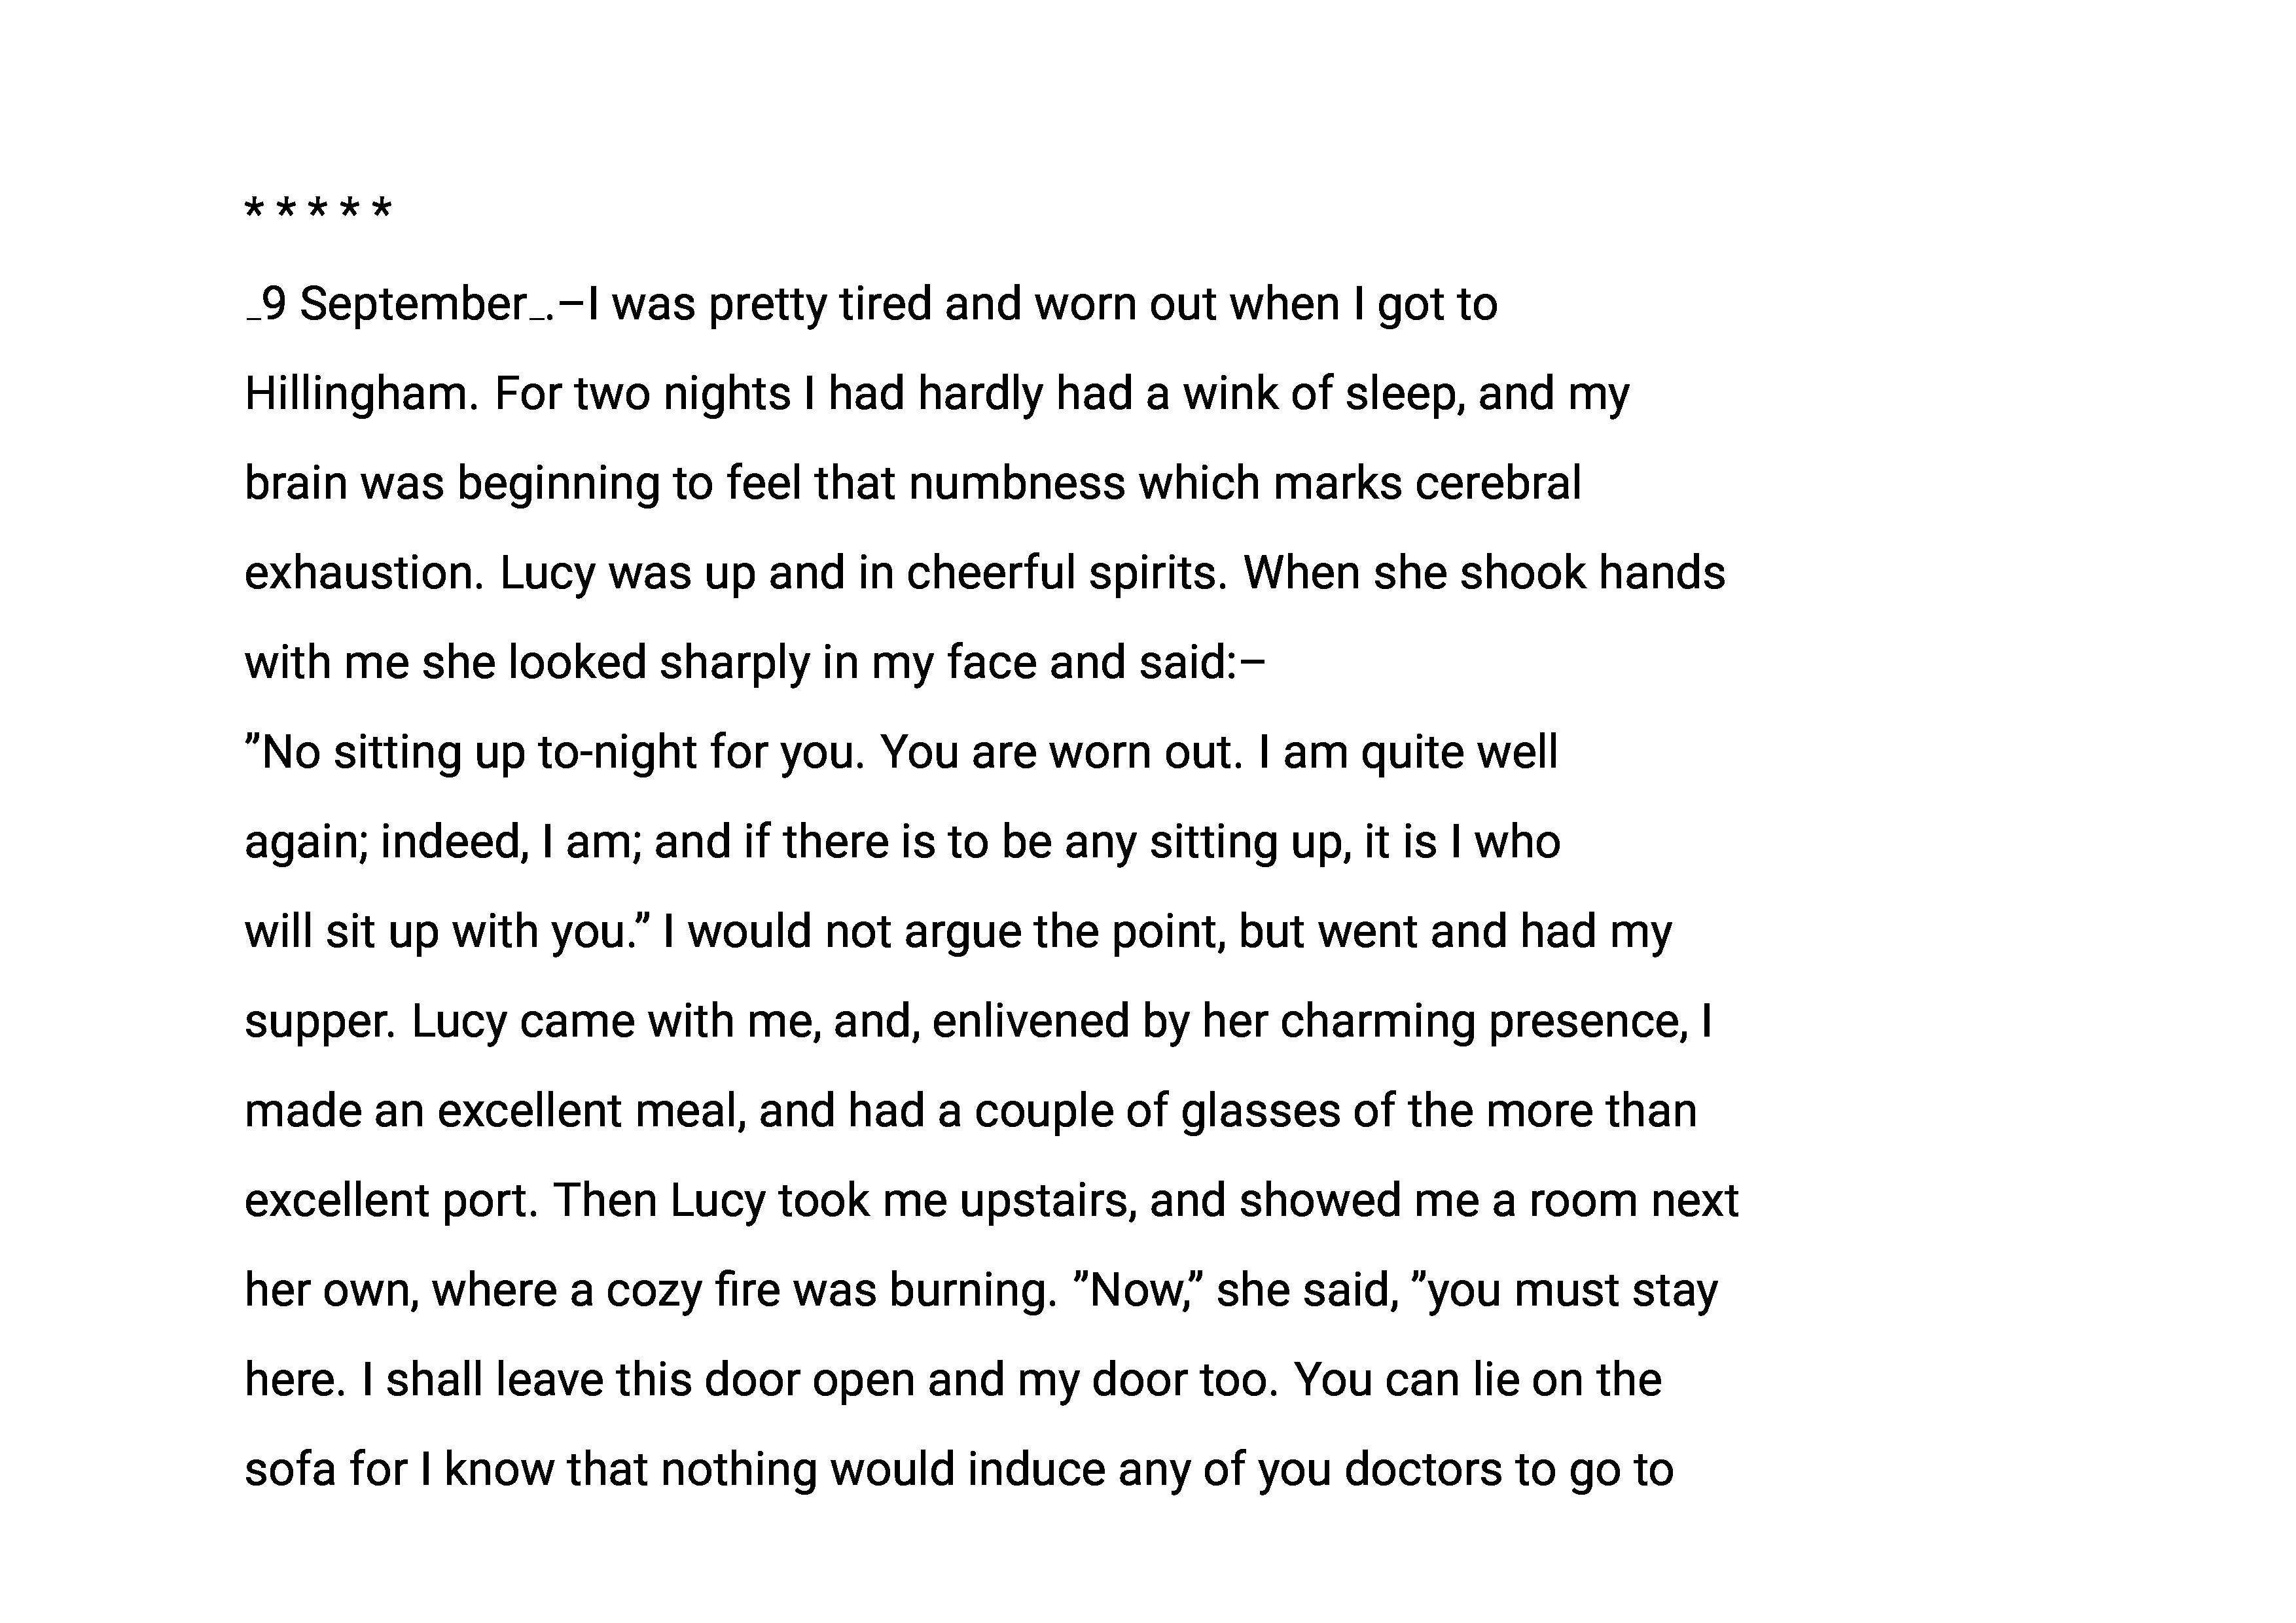 * * * * *
_9 September_.–I was pretty tired and worn out when I got to
Hillingham. For two nights I had hardly had a wink of sleep, and my
brain was beginning to feel that numbness which marks cerebral
exhaustion. Lucy was up and in cheerful spirits. When she shook hands
with me she looked sharply in my face and said:–
”No sitting up to-night for you. You are worn out. I am quite well
again; indeed, I am; and if there is to be any sitting up, it is I who
will sit up with you.” I would not argue the point, but went and had my
supper. Lucy came with me, and, enlivened by her charming presence, I
made an excellent meal, and had a couple of glasses of the more than
excellent port. Then Lucy took me upstairs, and showed me a room next
her own, where a cozy fire was burning. ”Now,” she said, ”you must stay
here. I shall leave this door open and my door too. You can lie on the
sofa for I know that nothing would induce any of you doctors to go to